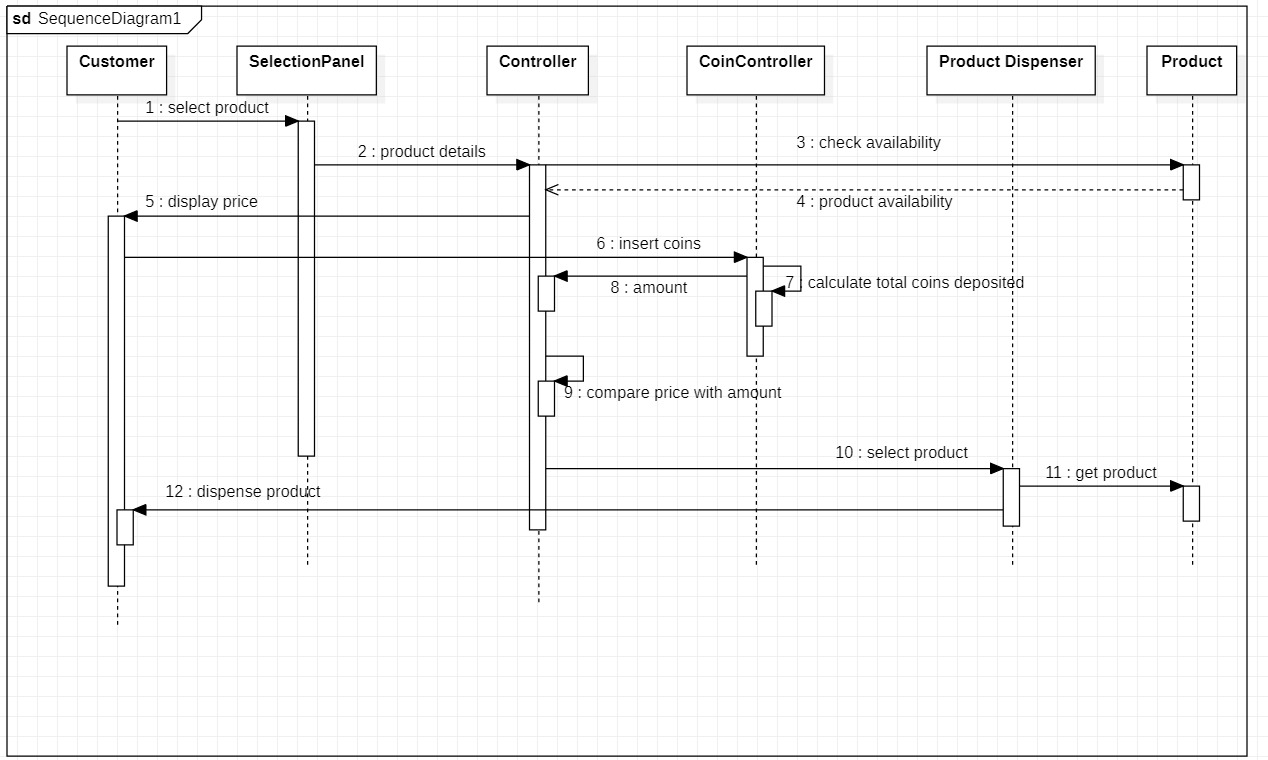 sd SequenceDiagram1
Customer
SelectionPanel
Controller
CoinController
Product Dispenser
Product
1 : select product
2 : product details
3 : check availability
4 : product availability
5 : display price
6 : insert coins
7 : calculate total coins deposited
8 : amount
9 : compare price with amount
10 : select product
11 : get product
12 : dispense product